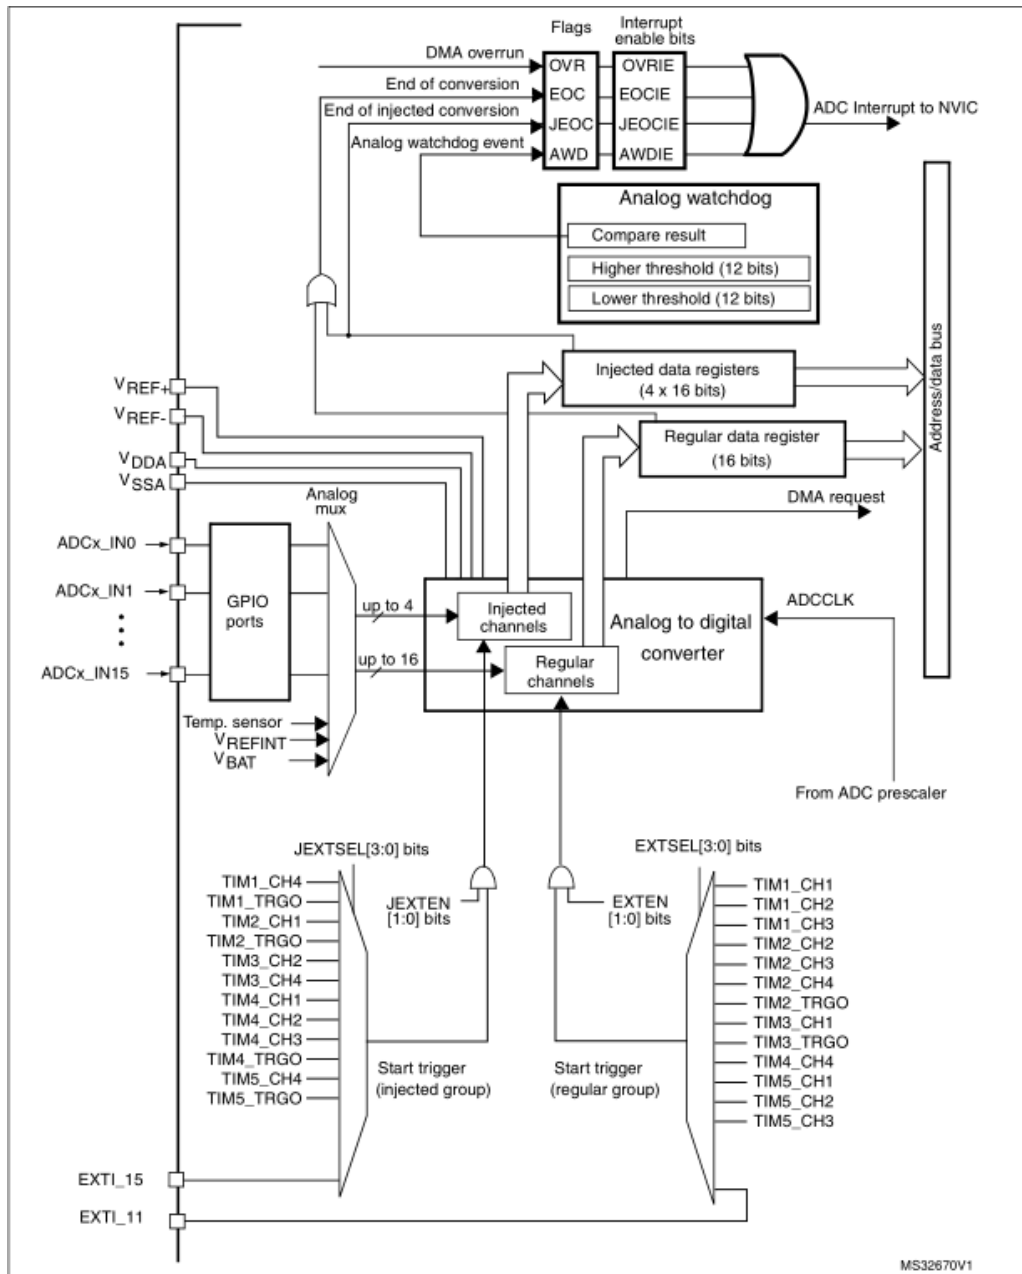 Flags
Interrupt
enable bits
DMA overrun
OVR
OVRIE
End of conversion
EOC
EOCIE
ADC Interrupt to NVIC
End of injected conversion
JEOC
JEOCIE
Analog watchdog event
AWD
AWDIE
Analog watchdog
Compare result
Higher threshold (12 bits)
Lower threshold (12 bits)
Injected data registers
(4 x 16 bits)
Regular data register
(16 bits)
Address/data bus
VREF+
VREF-
VDDA
VSSA
Analog
mux
DMA request
ADCx_IN0
ADCx_IN1
ADCx_IN15
GPIO
ports
up to 4
up to 16
Injected
channels
Regular
channels
Analog to digital
converter
ADCCLK
Temp. sensor
VREFINT
VBAT
From ADC prescaler
JEXTSEL[3:0] bits
EXTSEL[3:0] bits
JEXTEN
[1:0] bits
EXTEN
[1:0] bits
TIM1_CH4
TIM1_TRGO
TIM2_CH1
TIM2_TRGO
TIM3_CH2
TIM3_CH4
TIM4_CH1
TIM4_CH2
TIM4_CH3
TIM4_TRGO
TIM5_CH4
TIM5_TRGO
Start trigger
(injected group)
Start trigger
(regular group)
TIM1_CH1
TIM1_CH2
TIM1_CH3
TIM2_CH2
TIM2_CH3
TIM2_CH4
TIM2_TRGO
TIM3_CH1
TIM3_TRGO
TIM4_CH4
TIM5_CH1
TIM5_CH2
TIM5_CH3
EXTI_15
EXTI_11
MS32670V1